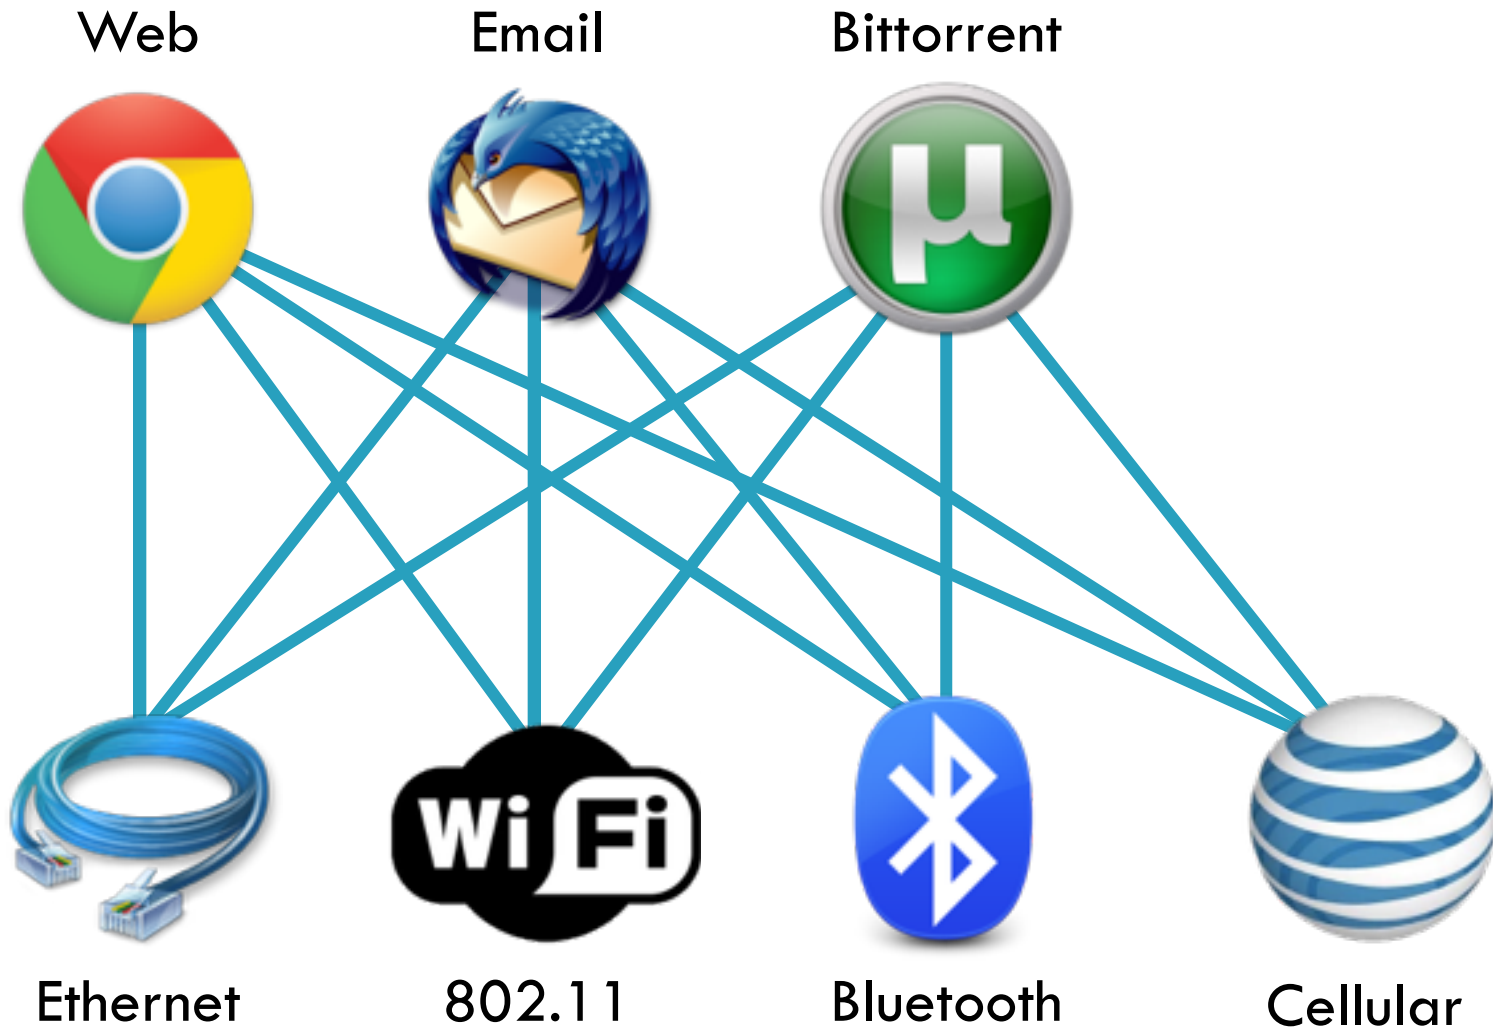 Web
Email
Bittorrent
µ
Wi Fi
Ethernet
802.11
Bluetooth
Cellular